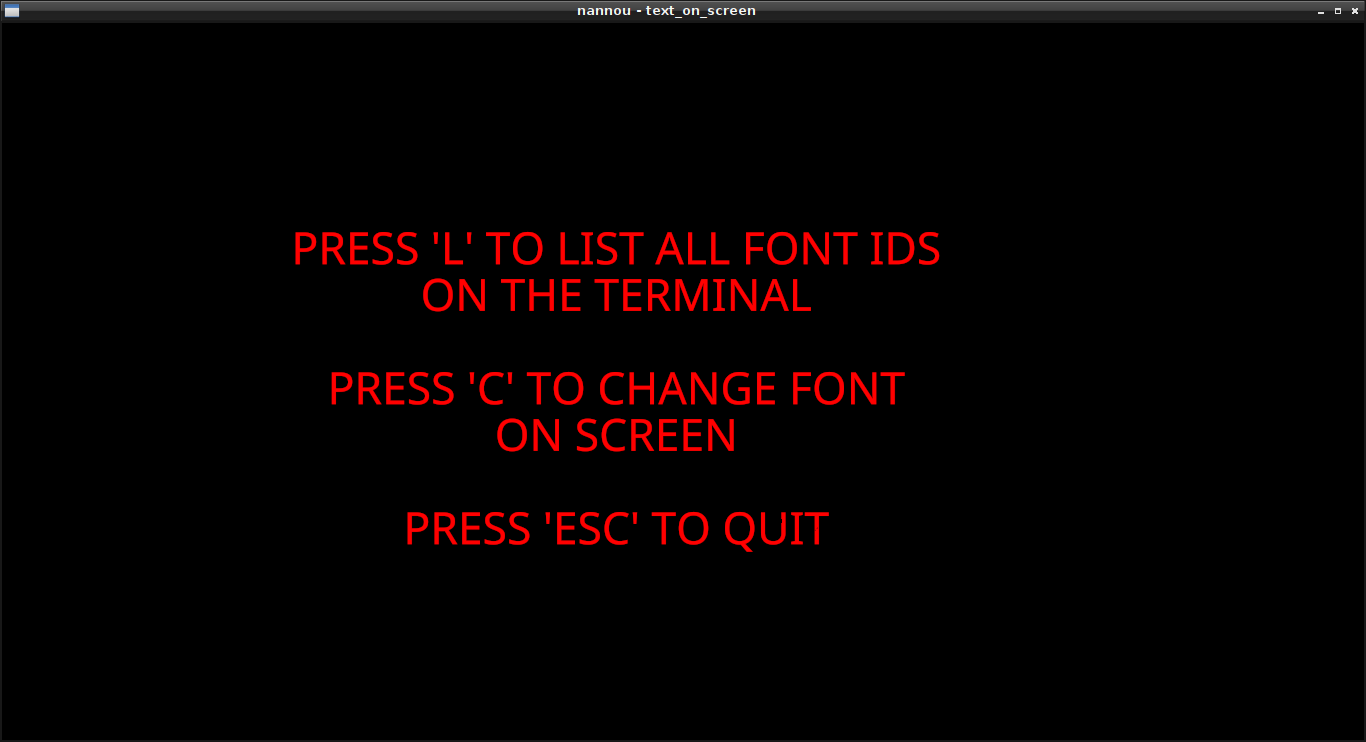 nannou - text_on_screen
PRESS 'L' TO LIST ALL FONT IDS
ON THE TERMINAL
PRESS 'C' TO CHANGE FONT
ON SCREEN
PRESS 'ESC' TO QUIT